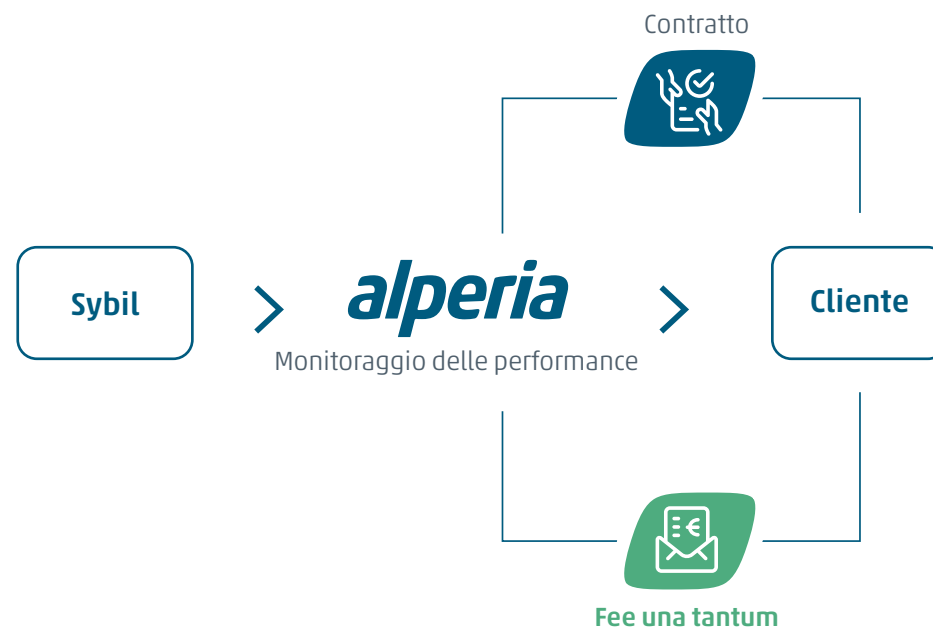 Contratto
Sybil
alperia
Cliente
Monitoraggio delle performance
€
Fee una tantum